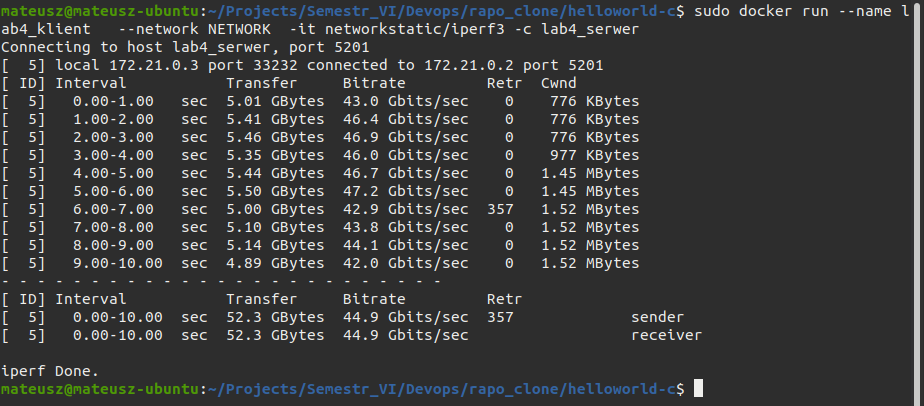 mateusz@mateusz-ubuntu:~/Projects/Semestr_VI/Devops/rapo_clone/helloworld-c$ sudo docker run --name l
ab4_klient   --network NETWORK  -it networkstatic/iperf3 -c lab4_serwer
Connecting to host lab4_serwer, port 5201
[  5] local 172.21.0.3 port 33232 connected to 172.21.0.2 port 5201
[ ID] Interval           Transfer     Bitrate         Retr  Cwnd
[  5]   0.00-1.00   sec  5.01 GBytes  43.0 Gbits/sec    0    776 KBytes
[  5]   1.00-2.00   sec  5.41 GBytes  46.4 Gbits/sec    0    776 KBytes
[  5]   2.00-3.00   sec  5.46 GBytes  46.9 Gbits/sec    0    776 KBytes
[  5]   3.00-4.00   sec  5.35 GBytes  46.0 Gbits/sec    0    977 KBytes
[  5]   4.00-5.00   sec  5.44 GBytes  46.7 Gbits/sec    0   1.45 MBytes
[  5]   5.00-6.00   sec  5.50 GBytes  47.2 Gbits/sec    0   1.45 MBytes
[  5]   6.00-7.00   sec  5.00 GBytes  42.9 Gbits/sec  357   1.52 MBytes
[  5]   7.00-8.00   sec  5.10 GBytes  43.8 Gbits/sec    0   1.52 MBytes
[  5]   8.00-9.00   sec  5.14 GBytes  44.1 Gbits/sec    0   1.52 MBytes
[  5]   9.00-10.00  sec  4.89 GBytes  42.0 Gbits/sec    0   1.52 MBytes
- - - - - - - - - - - - - - - - - - - - - - - - -
[ ID] Interval           Transfer     Bitrate         Retr
[  5]   0.00-10.00  sec  52.3 GBytes  44.9 Gbits/sec  357             sender
[  5]   0.00-10.00  sec  52.3 GBytes  44.9 Gbits/sec                  receiver
iperf Done.
mateusz@mateusz-ubuntu:~/Projects/Semestr_VI/Devops/rapo_clone/helloworld-c$